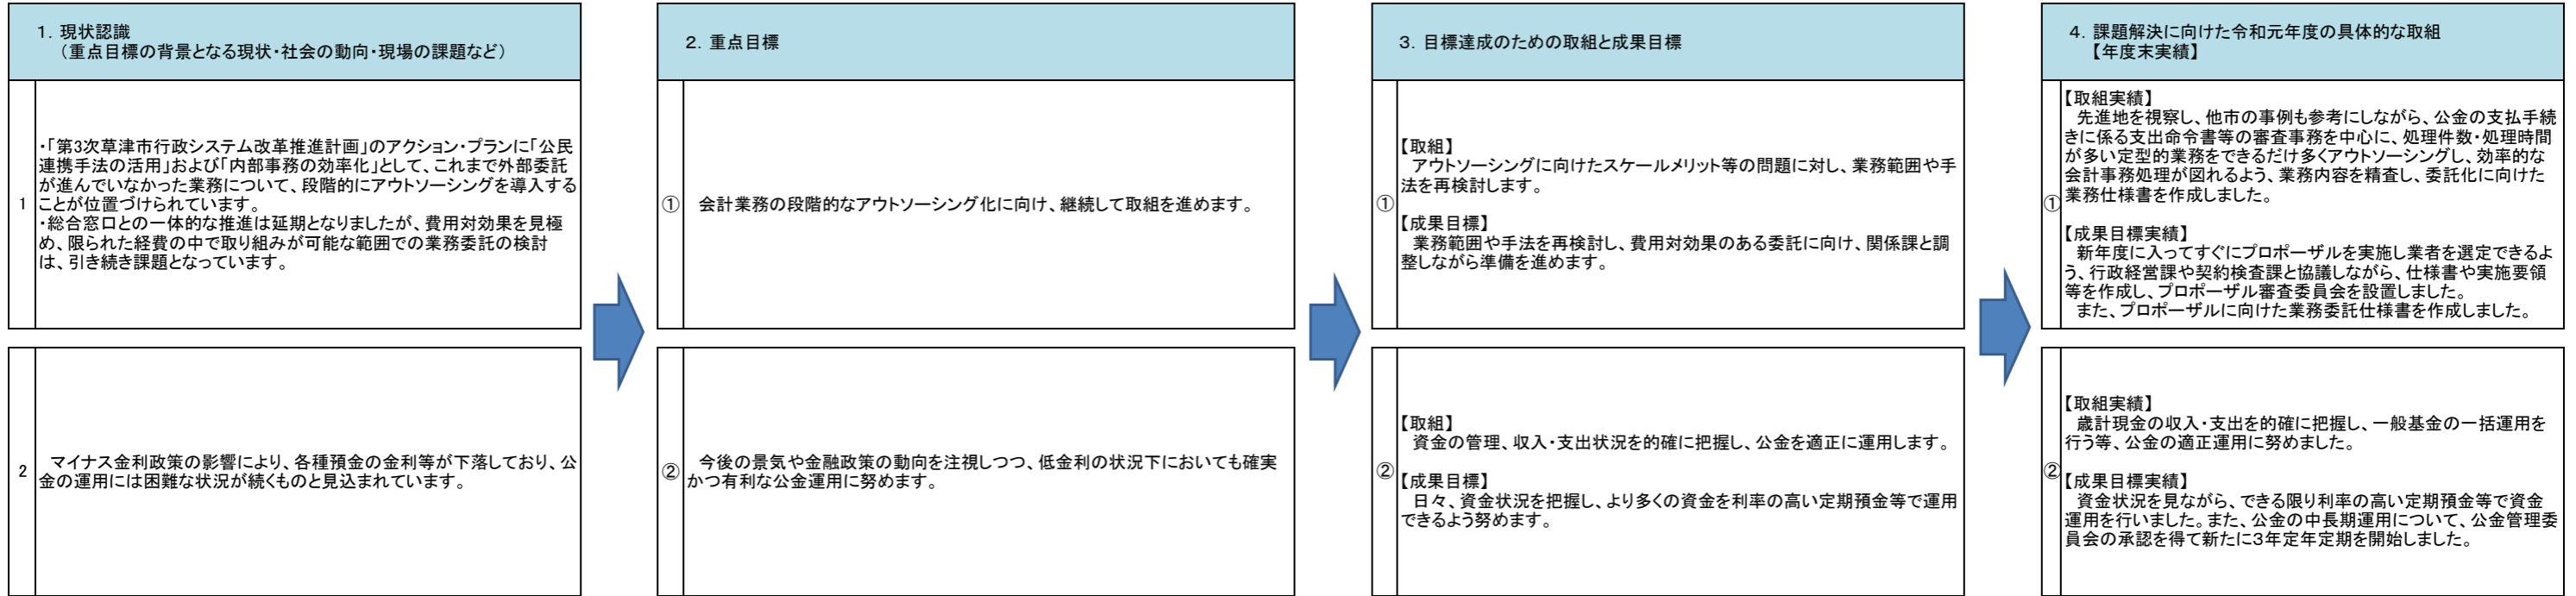 1．現状認識
（重点目標の背景となる現状・社会の動向・現場の課題など）
1
・「第3次草津市行政システム改革推進計画」のアクション・プランに「公民
連携手法の活用」および「内部事務の効率化」として、これまで外部委託
が進んでいなかった業務について、段階的にアウトソーシングを導入する
ことが位置づけられています。
・総合窓口との一体的な推進は延期となりましたが、費用対効果を見極
め、限られた経費の中で取り組みが可能な範囲での業務委託の検討
は、引き続き課題となっています。
2
マイナス金利政策の影響により、各種預金の金利等が下落しており、公
金の運用には困難な状況が続くものと見込まれています。
2．重点目標
①
会計業務の段階的なアウトソーシング化に向け、継続して取組を進めます。
②
今後の景気や金融政策の動向を注視しつつ、低金利の状況下においても確実
かつ有利な公金運用に努めます。
3．目標達成のための取組と成果目標
①
【取組】
アウトソーシングに向けたスケールメリット等の問題に対し、業務範囲や手
法を再検討します。
【成果目標】
業務範囲や手法を再検討し、費用対効果のある委託に向け、関係課と調
整しながら準備を進めます。
②
【取組】
資金の管理、収入・支出状況を的確に把握し、公金を適正に運用します。
【成果目標】
日々、資金状況を把握し、より多くの資金を利率の高い定期預金等で運用
できるよう努めます。
4．課題解決に向けた令和元年度の具体的な取組
【年度末実績】
①
【取組実績】
先進地を視察し、他市の事例も参考にしながら、公金の支払手続
きに係る支出命令書等の審査事務を中心に、処理件数・処理時間
が多い定型的業務をできるだけ多くアウトソーシングし、効率的な
会計事務処理が図れるよう、業務内容を精査し、委託化に向けた
業務仕様書を作成しました。
【成果目標実績】
新年度に入ってすぐにプロポーザルを実施し業者を選定できるよ
う、行政経営課や契約検査課と協議しながら、仕様書や実施要領
等を作成し、プロポーザル審査委員会を設置しました。
また、プロポーザルに向けた業務委託仕様書を作成しました。
②
【取組実績】
歳計現金の収入・支出を的確に把握し、一般基金の一括運用を
行う等、公金の適正運用に努めました。
【成果目標実績】
資金状況を見ながら、できる限り利率の高い定期預金等で資金
運用を行いました。また、公金の中長期運用について、公金管理委
員会の承認を得て新たに3年定年定期を開始しました。